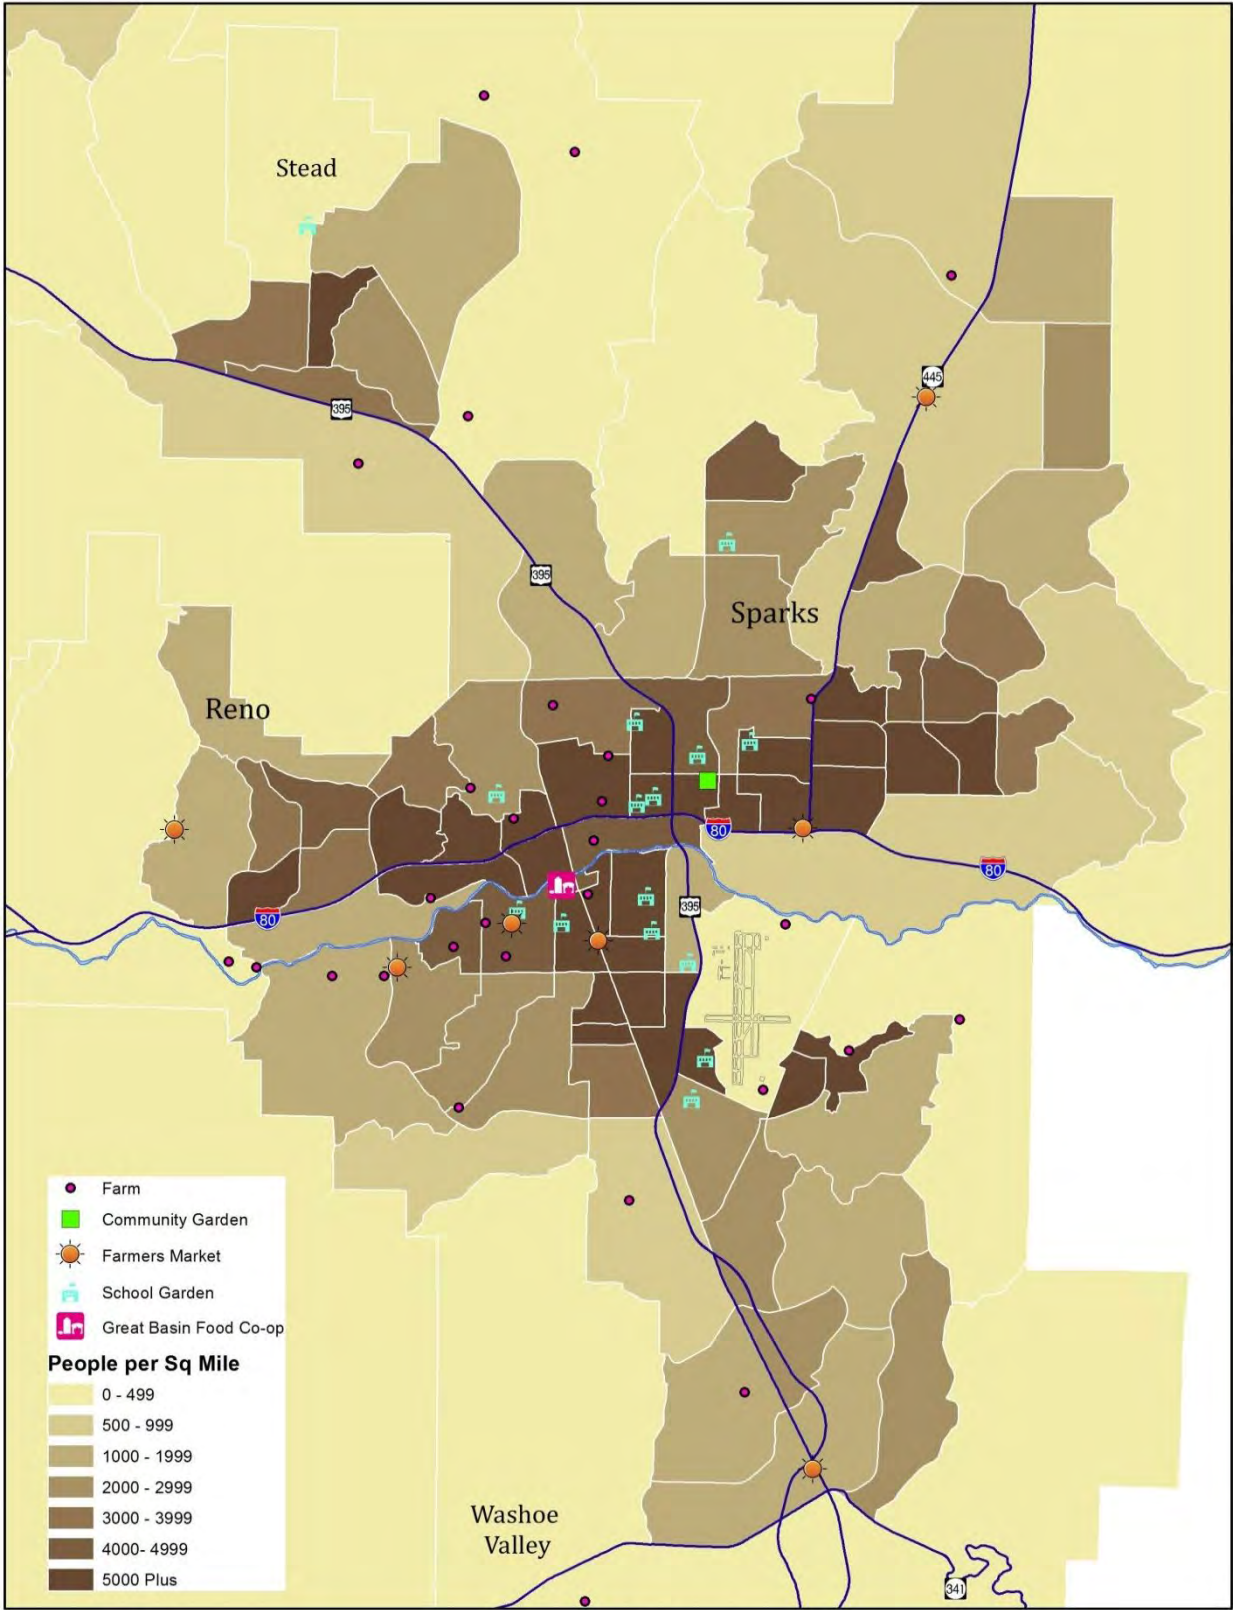 Stead
395
445
395
Sparks
Reno
80
80
80
395
Farm
Community Garden
Farmers Market
School Garden
Great Basin Food Co-op
People per Sq Mile
0 - 499
500 - 999
1000 - 1999
2000 - 2999
3000 - 3999
4000- 4999
5000 Plus
Washoe
Valley
341